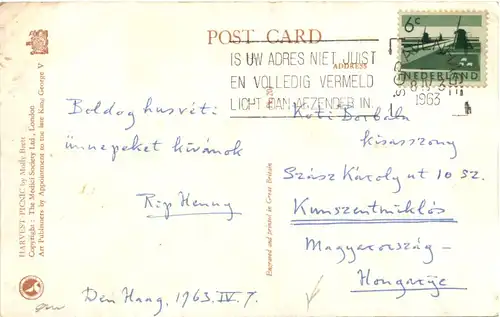 POST CARD
ADDRESS
IS UW ADRES NIET JUIST
EN VOLLEDIG VERMELD
LICHT DAN AFZENDER IN
6c
NEDERLAND
1963
HARVEST PICNIC by Molly Brett
Copyright : The Medici Society Ltd., London
Art Publishers by Appointment to the late King George V
Boldog husvéti
ünnepeket kívánok
Rip Henny
Den Haag, 1963.IV.7.
Engraved and printed in Great Britain
Koti Borbála
kisasszony
Szász Károly ut 10 sz.
Kunszentmiklós
Magyarország -
Hongarije